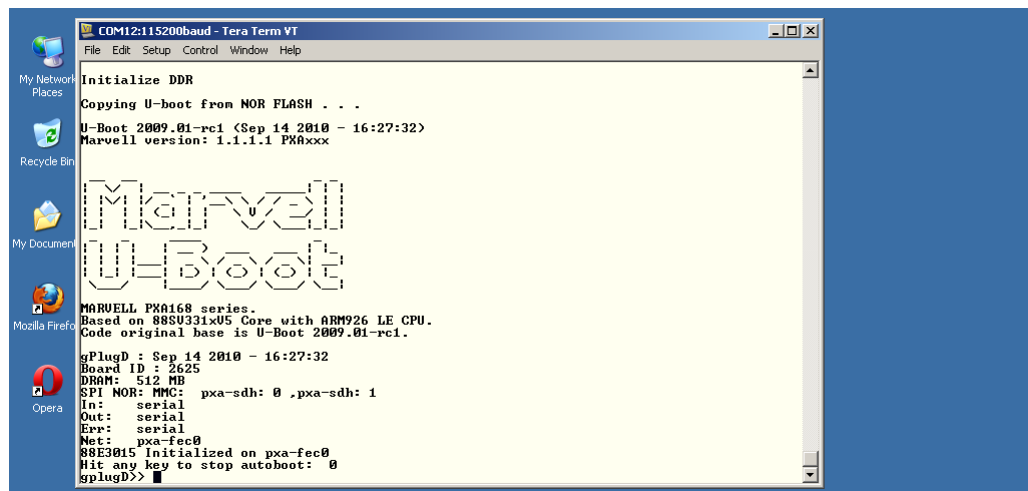 COM12:115200baud - Tera Term VT
File Edit Setup Control Window Help
My Network
Places
Recycle Bin
My Document
Mozilla Firefo
Opera
Initialize DDR
Copying U-boot from NOR FLASH . . .
U-Boot 2009.01-rc1 (Sep 14 2010 - 16:27:32)
Marvell version: 1.1.1.1 PXAxxx
Marvell
U-Boot
MARVELL PXA168 series.
Based on 88SV331xV5 Core with ARM926 LE CPU.
Code original base is U-Boot 2009.01-rc1.
gPlugD : Sep 14 2010 - 16:27:32
Board ID : 2625
DRAM:  512 MB
SPI NOR: MMC:  pxa-sdh: 0 ,pxa-sdh: 1
In:    serial
Out:   serial
Err:   serial
Net:   pxa-fec0
88E3015 Initialized on pxa-fec0
Hit any key to stop autoboot:  0
gplugD>>